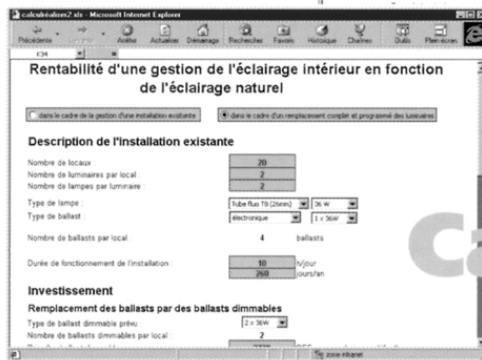 calculréalism2.xls - Microsoft Internet Explorer
Précédente Arrêter Actualiser Démarrage Rechercher Favoris Historique Chaînes Outils Plein écran
C34
Rentabilité d'une gestion de l'éclairage intérieur en fonction
de l'éclairage naturel
dans le cadre de la gestion d'une installation existante dans le cadre d'un remplacement complet et programmé des luminaires
Description de l'installation existante
Nombre de locaux : 20
Nombre de luminaires par local : 2
Nombre de lampes par luminaire : 2
Type de lampe : Tube fluo T8 (26mm) 36 W
Type de ballast : électronique 1 x 36W
Nombre de ballasts par local : 4 ballasts
Durée de fonctionnement de l'installation : 10 h/jour
260 jours/an
Investissement
Remplacement des ballasts par des ballasts dimmables
Type de ballast dimmable prévu : 2 x 36W
Nombre de ballasts dimmables par local : 2
Zone intranet
Ca